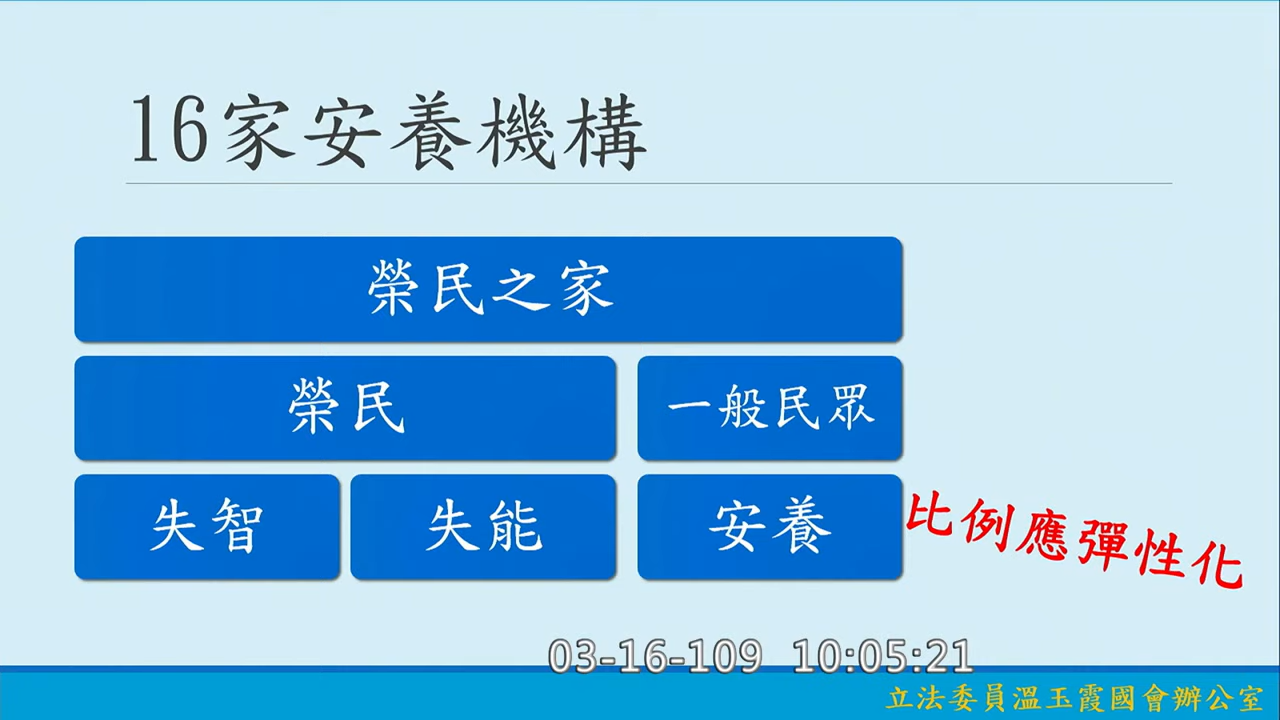 16家安養機構
榮民之家
榮民 一般民眾
失智 失能 安養
比例應彈性化
03-16-109 10:05:21
立法委員溫玉霞國會辦公室